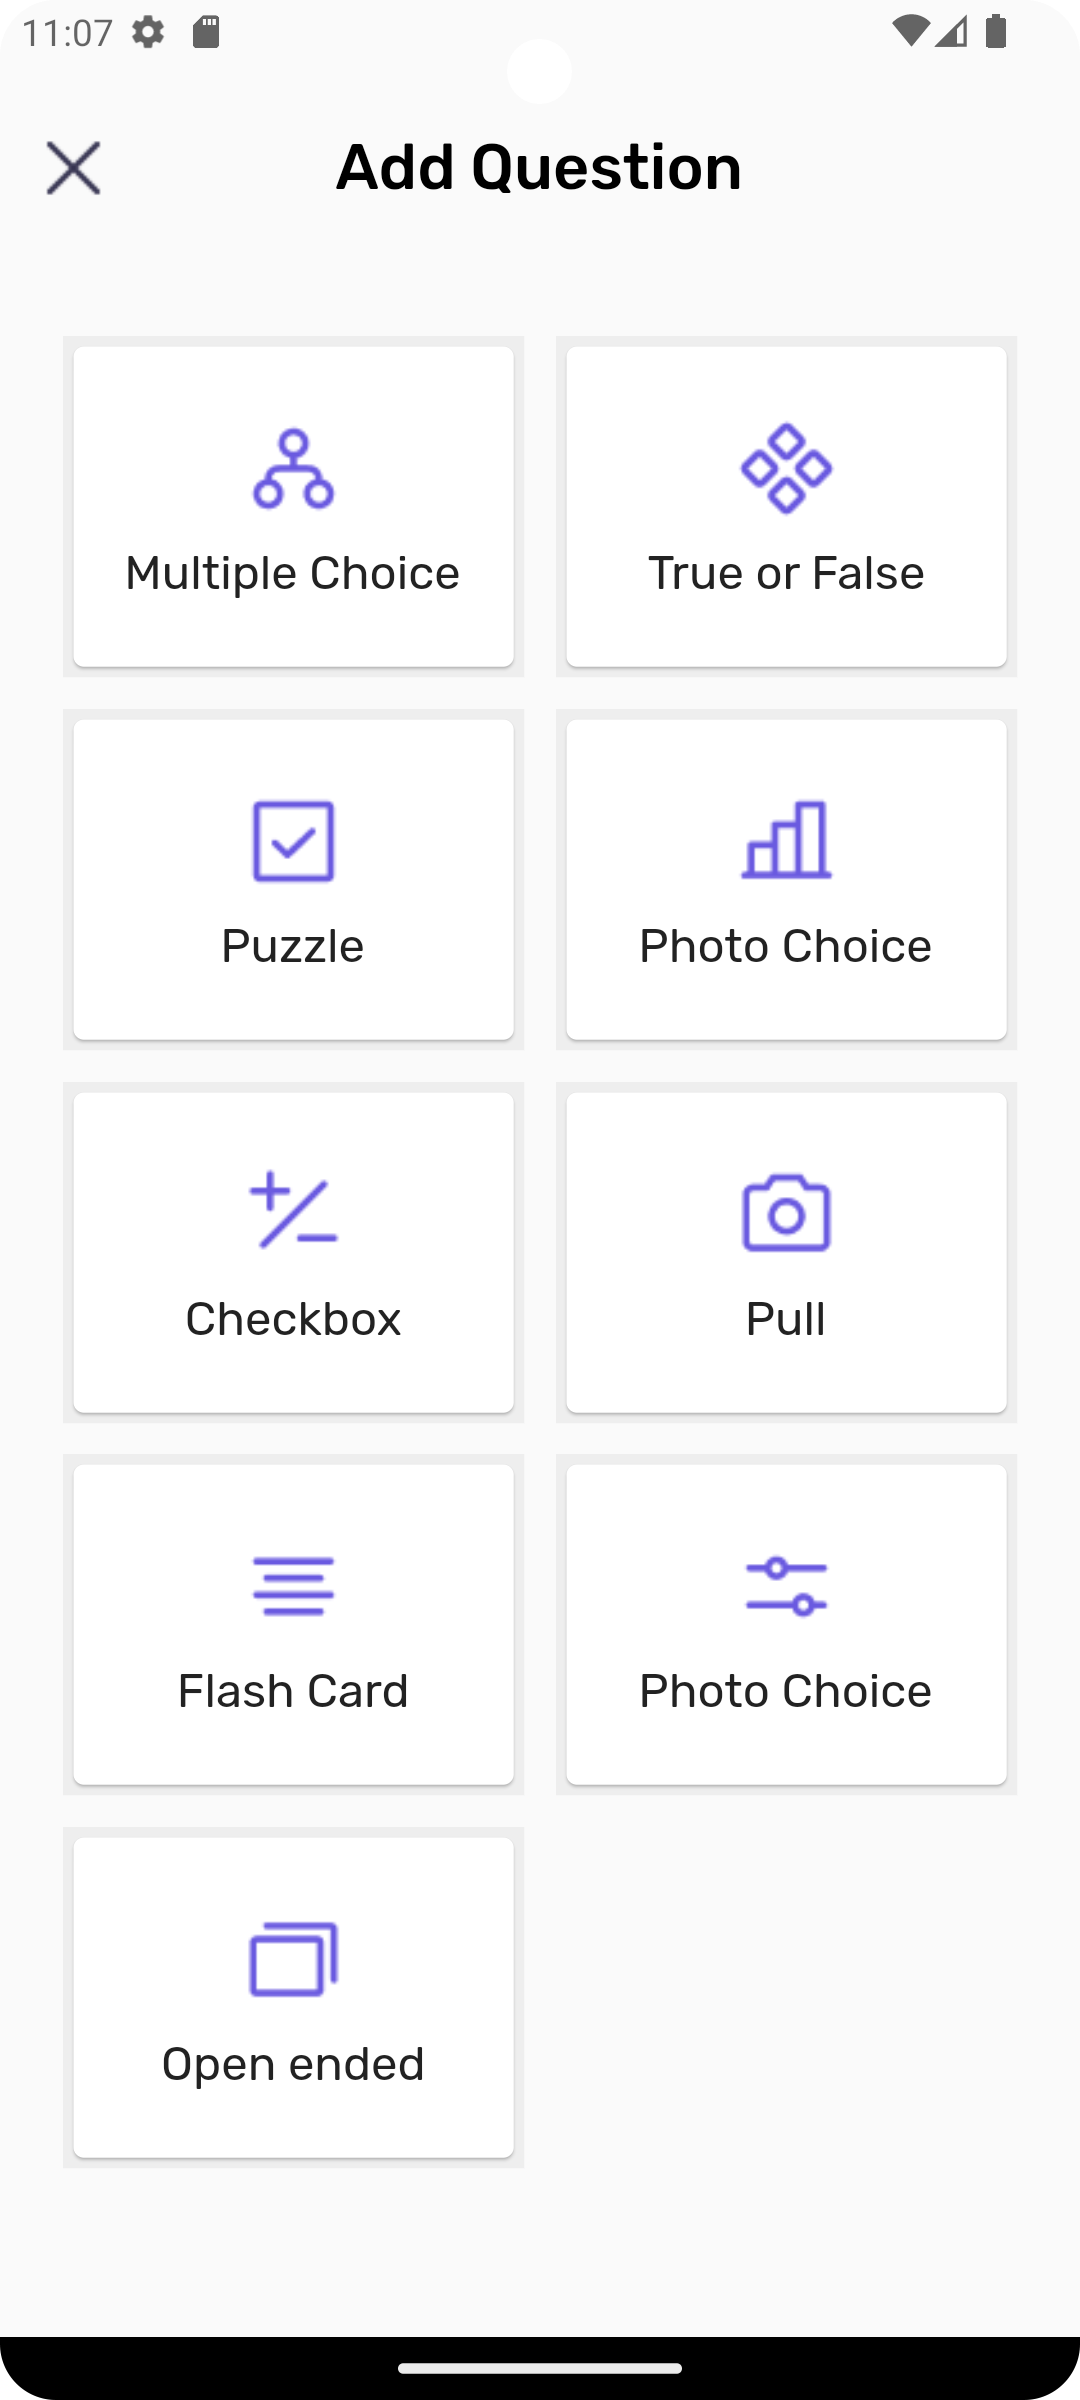 11:07
Add Question
Multiple Choice
True or False
Puzzle
Photo Choice
Checkbox
Pull
Flash Card
Photo Choice
Open ended